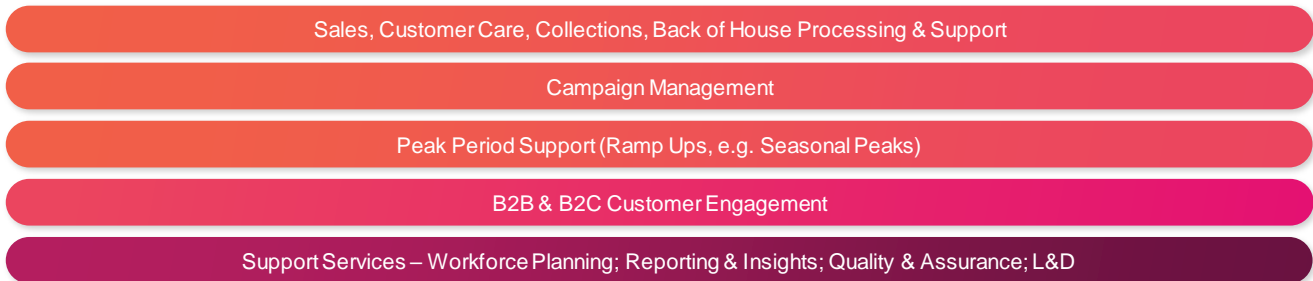 Sales, Customer Care, Collections, Back of House Processing & Support
Campaign Management
Peak Period Support (Ramp Ups, e.g. Seasonal Peaks)
B2B & B2C Customer Engagement
Support Services – Workforce Planning; Reporting & Insights; Quality & Assurance; L&D